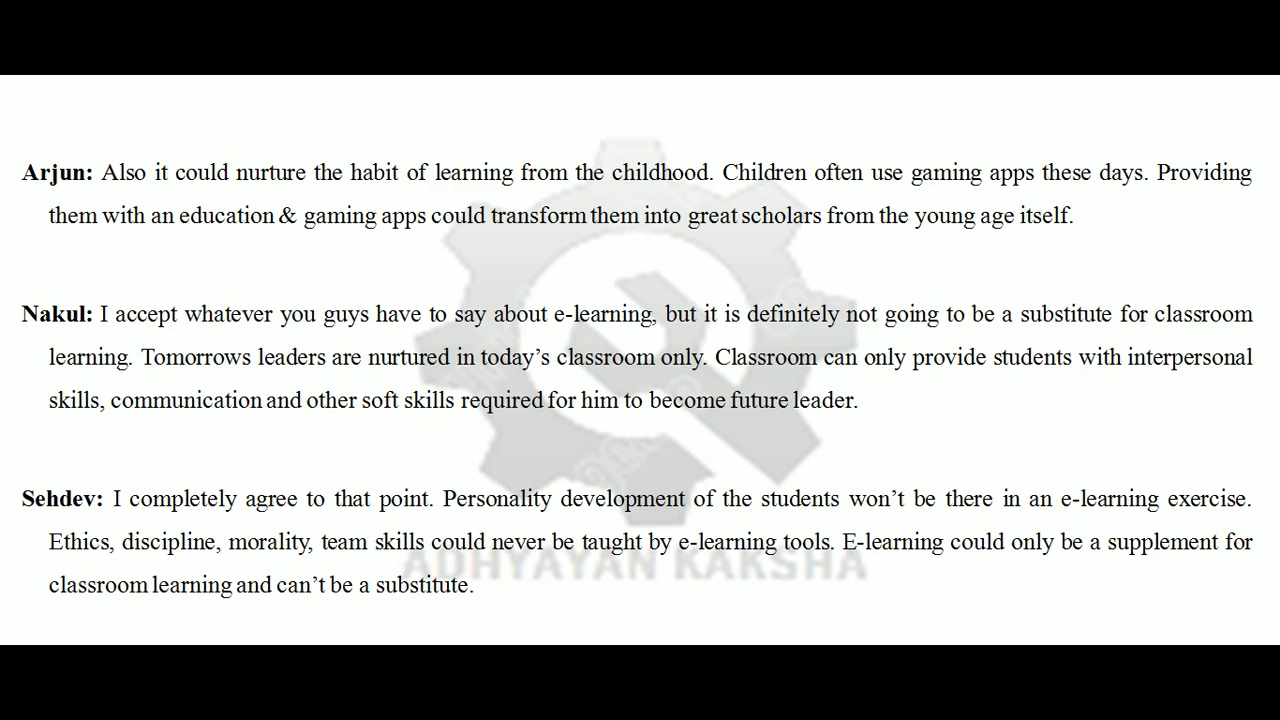 Arjun: Also it could nurture the habit of learning from the childhood. Children often use gaming apps these days. Providing
them with an education & gaming apps could transform them into great scholars from the young age itself.
Nakul: I accept whatever you guys have to say about e-learning, but it is definitely not going to be a substitute for classroom
learning. Tomorrows leaders are nurtured in today’s classroom only. Classroom can only provide students with interpersonal
skills, communication and other soft skills required for him to become future leader.
Sehdev: I completely agree to that point. Personality development of the students won’t be there in an e-learning exercise.
Ethics, discipline, morality, team skills could never be taught by e-learning tools. E-learning could only be a supplement for
ADHYAYAN KAKSHA
classroom learning and can’t be a substitute.